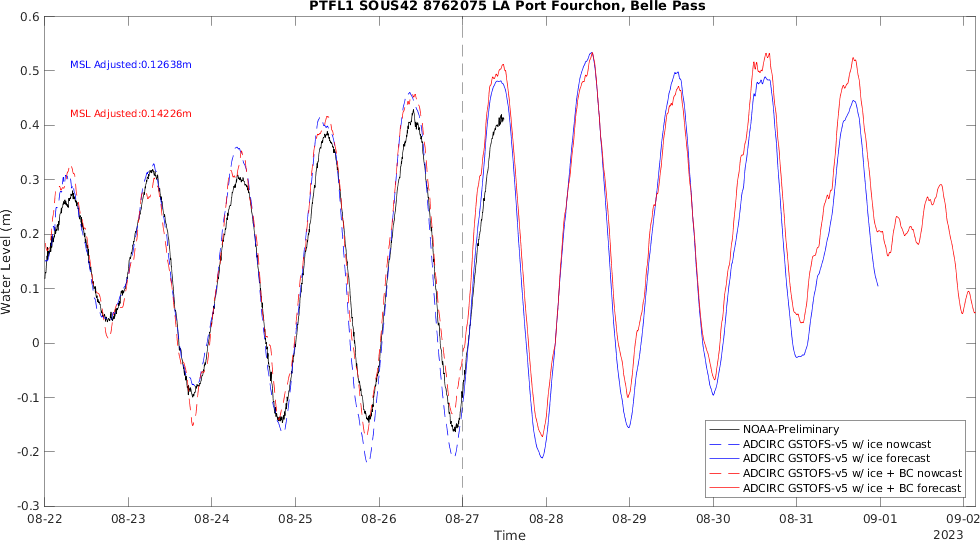 PTFL1 SOUS42 8762075 LA Port Fourchon, Belle Pass
0.6
0.5
0.4
0.3
0.2
0.1
0
-0.1
-0.2
-0.3
Water Level (m)
MSL Adjusted:0.12638m
MSL Adjusted:0.14226m
NOAA-Preliminary
ADCIRC GSTOFS-v5 w/ ice nowcast
ADCIRC GSTOFS-v5 w/ ice forecast
ADCIRC GSTOFS-v5 w/ ice + BC nowcast
ADCIRC GSTOFS-v5 w/ ice + BC forecast
08-22 08-23 08-24 08-25 08-26 08-27 08-28 08-29 08-30 08-31 09-01 09-02
Time
2023